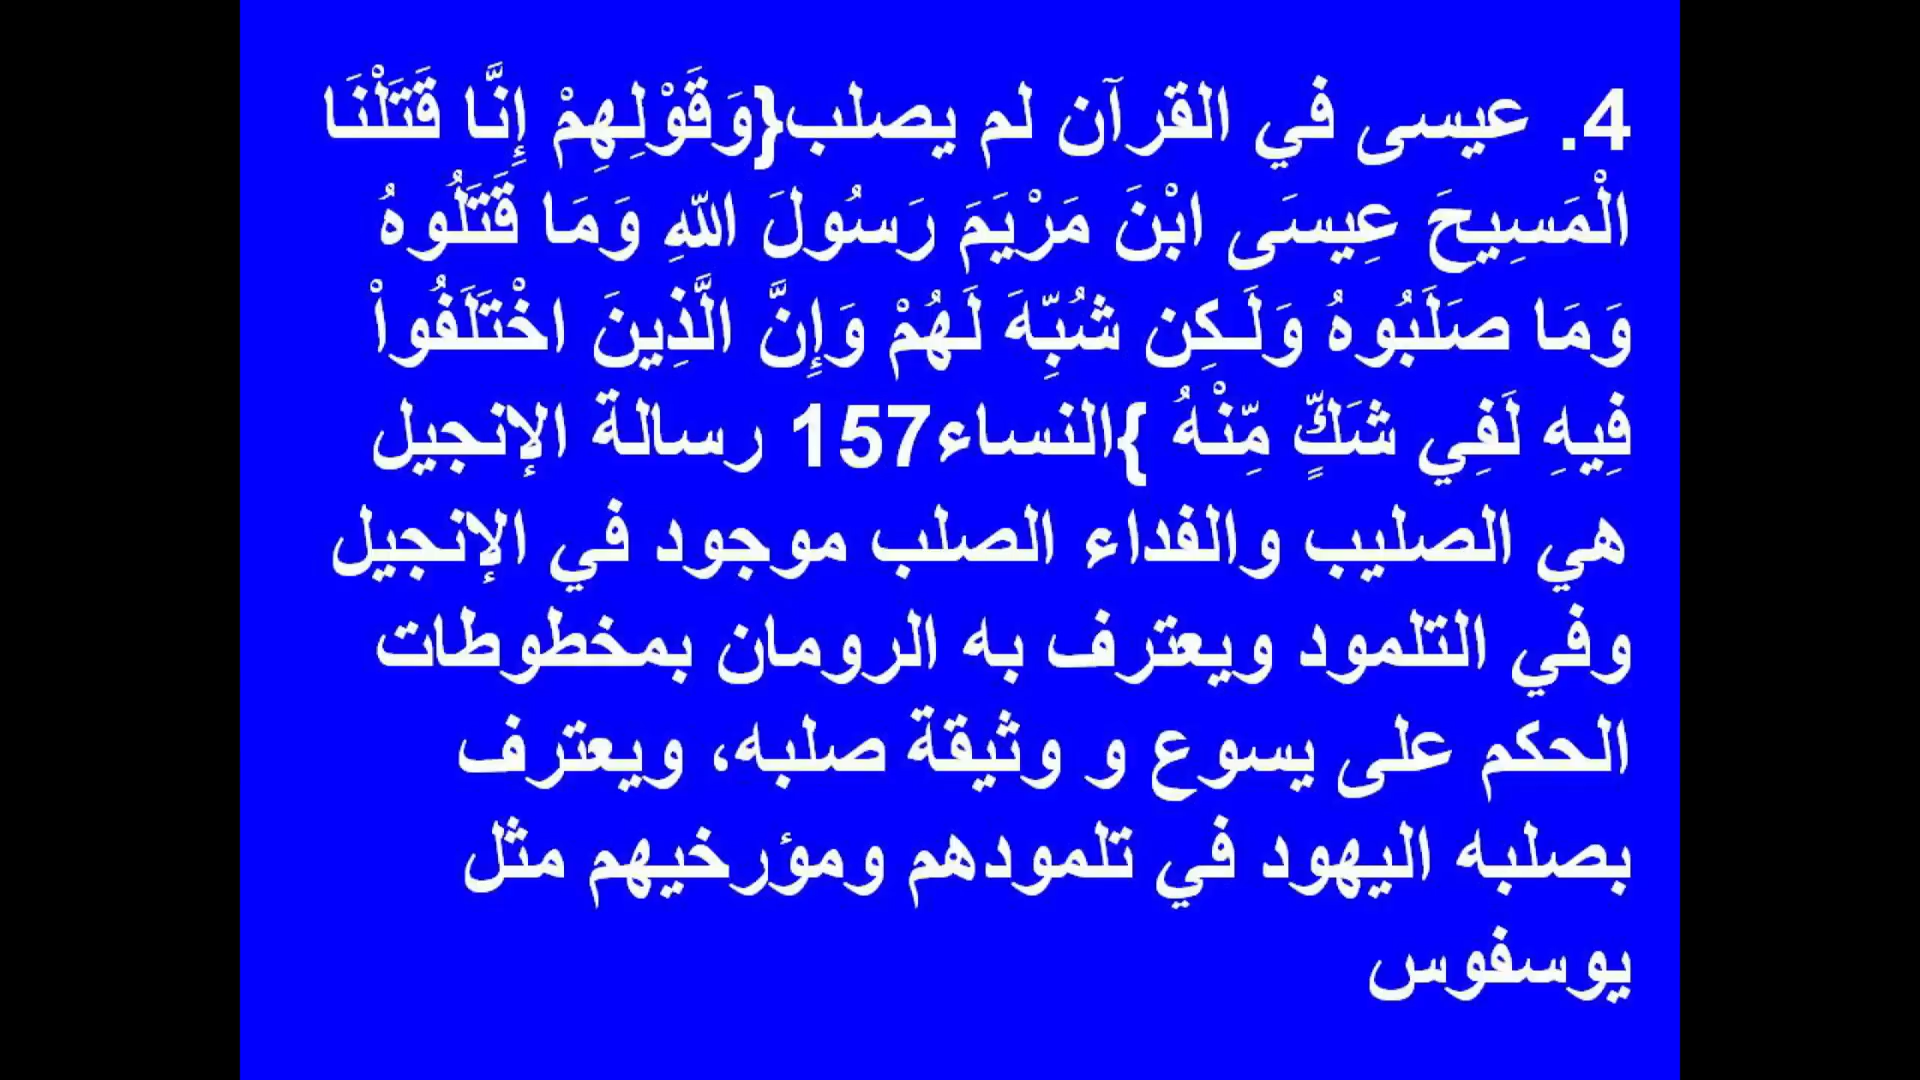 4. عيسى في القرآن لم يصلب{وَقَوْلِهِمْ إِنَّا قَتَلْنَا
الْمَسِيحَ عِيسَى ابْنَ مَرْيَمَ رَسُولَ اللّهِ وَمَا قَتَلُوهُ
وَمَا صَلَبُوهُ وَلَـكِن شُبِّهَ لَهُمْ وَإِنَّ الَّذِينَ اخْتَلَفُواْ
فِيهِ لَفِي شَكٍّ مِّنْهُ }النساء157 رسالة الإنجيل
هي الصليب والفداء الصلب موجود في الإنجيل
وفي التلمود ويعترف به الرومان بمخطوطات
الحكم على يسوع و وثيقة صلبه، ويعترف
بصلبه اليهود في تلمودهم ومؤرخيهم مثل
يوسفوس